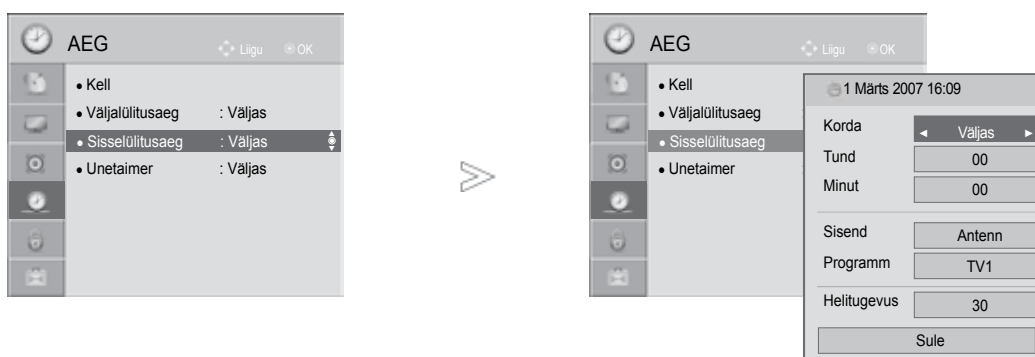 AEG Liigu OK
• Kell
• Väljalülitusaeg : Väljas
• Sisselülitusaeg : Väljas
• Unetaimer : Väljas
AEG Liigu OK
• Kell
• Väljalülitusaeg
• Sisselülitusaeg
• Unetaimer :
1 Märts 2007 16:09
Korda ◄ Väljas ►
Tund 00
Minut 00
Sisend Antenn
Programm TV1
Helitugevus 30
Sule